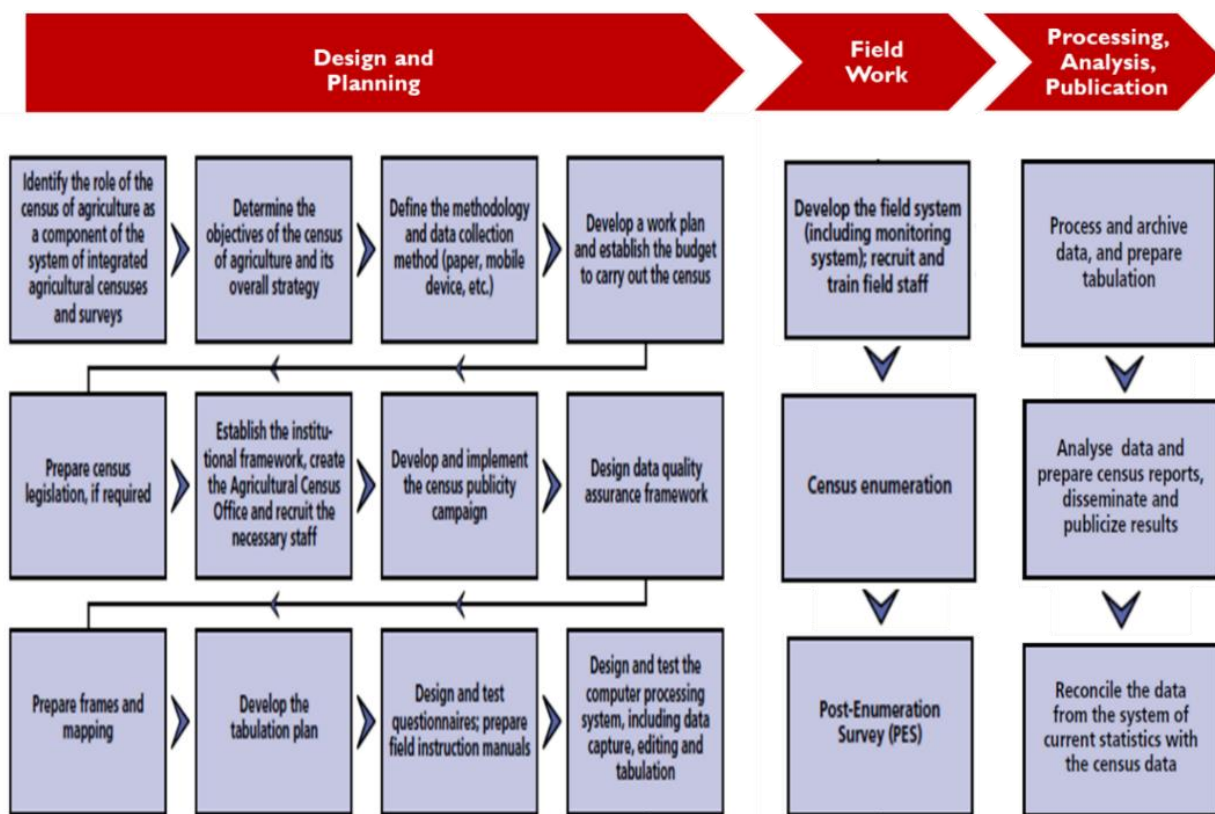 Design and
Planning
Field
Work
Processing,
Analysis,
Publication
Identify the role of the
census of agriculture as
a component of the
system of integrated
agricultural censuses
and surveys
Determine the
objectives of the census
of agriculture and its
overall strategy
Define the methodology
and data collection
method (paper, mobile
device, etc.)
Develop a work plan
and establish the budget
to carry out the census
Prepare census
legislation, if required
Establish the institu-
tional framework, create
the Agricultural Census
Office and recruit the
necessary staff
Develop and implement
the census publicity
campaign
Design data quality
assurance framework
Prepare frames and
mapping
Develop the
tabulation plan
Design and test
questionnaires; prepare
field instruction manuals
Design and test the
computer processing
system, including data
capture, editing and
tabulation
Develop the field system
(including monitoring
system); recruit and
train field staff
Census enumeration
Post-Enumeration
Survey (PES)
Process and archive
data, and prepare
tabulation
Analyse data and
prepare census reports,
disseminate and
publicize results
Reconcile the data
from the system of
current statistics with
the census data